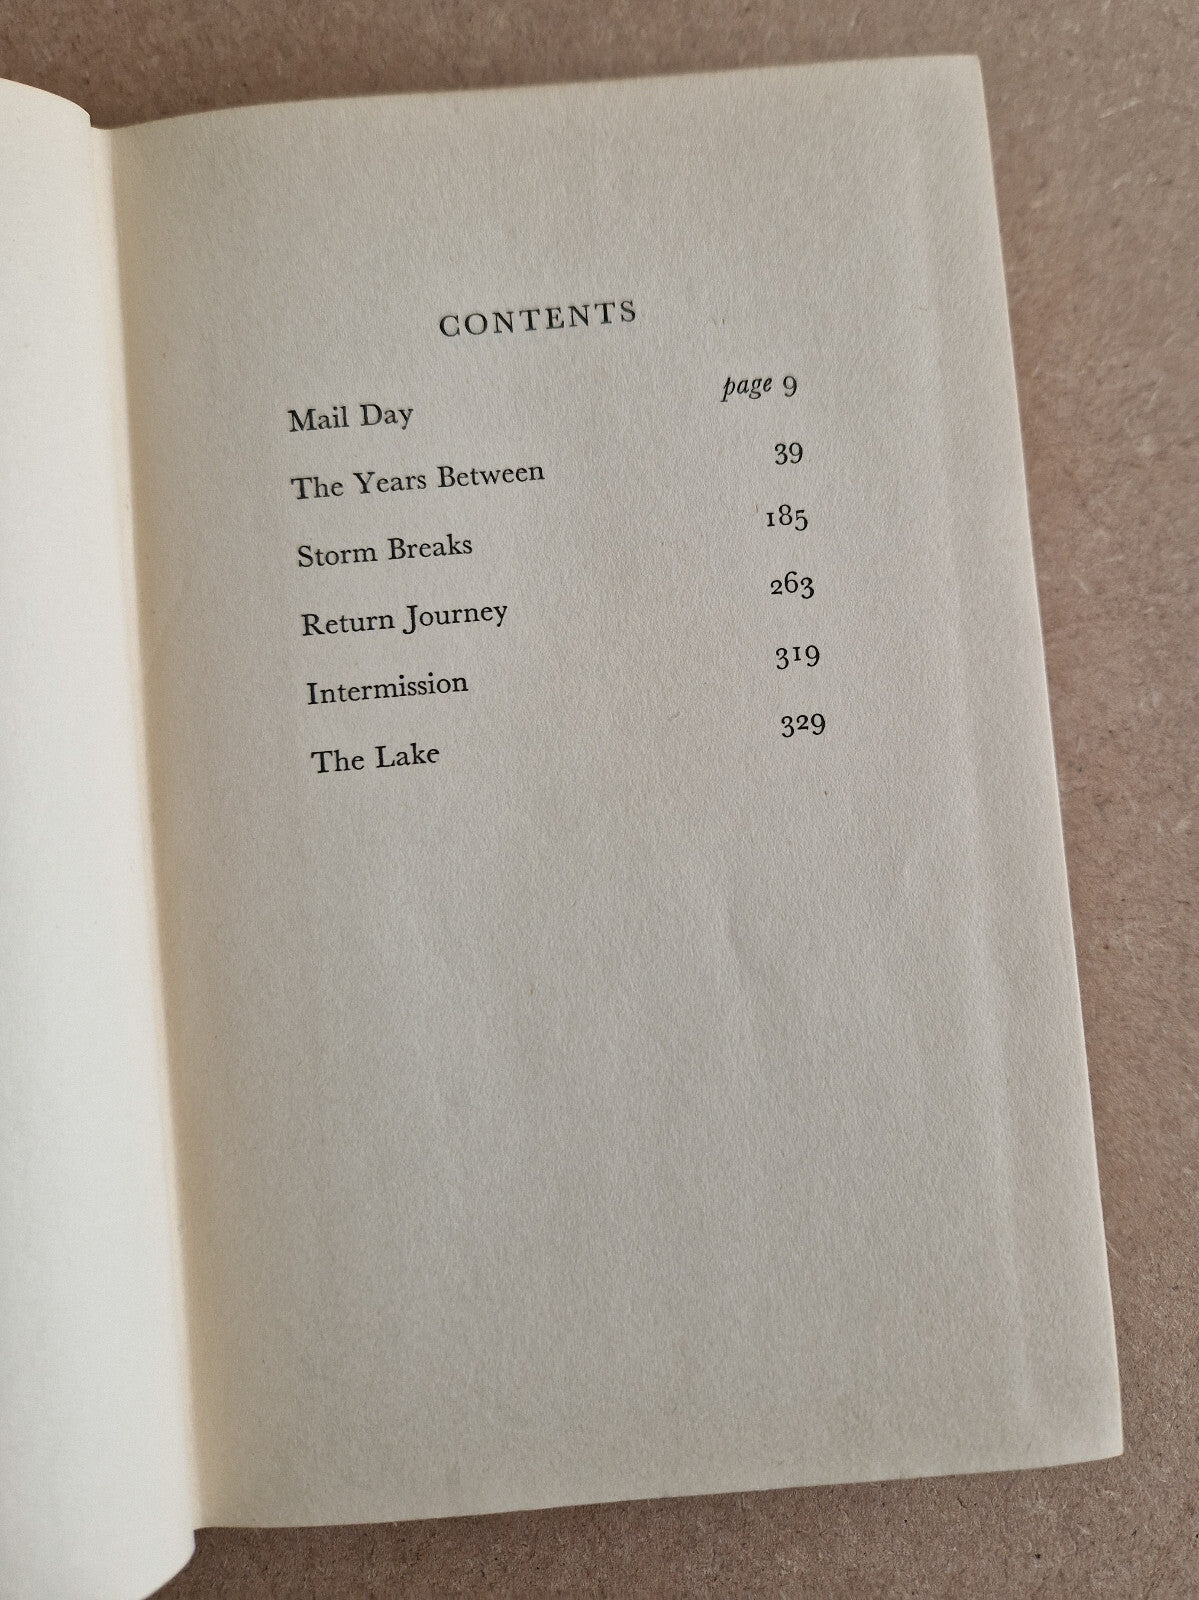 CONTENTS
Mail Day page 9
The Years Between 39
Storm Breaks 185
Return Journey 263
Intermission 319
The Lake 329